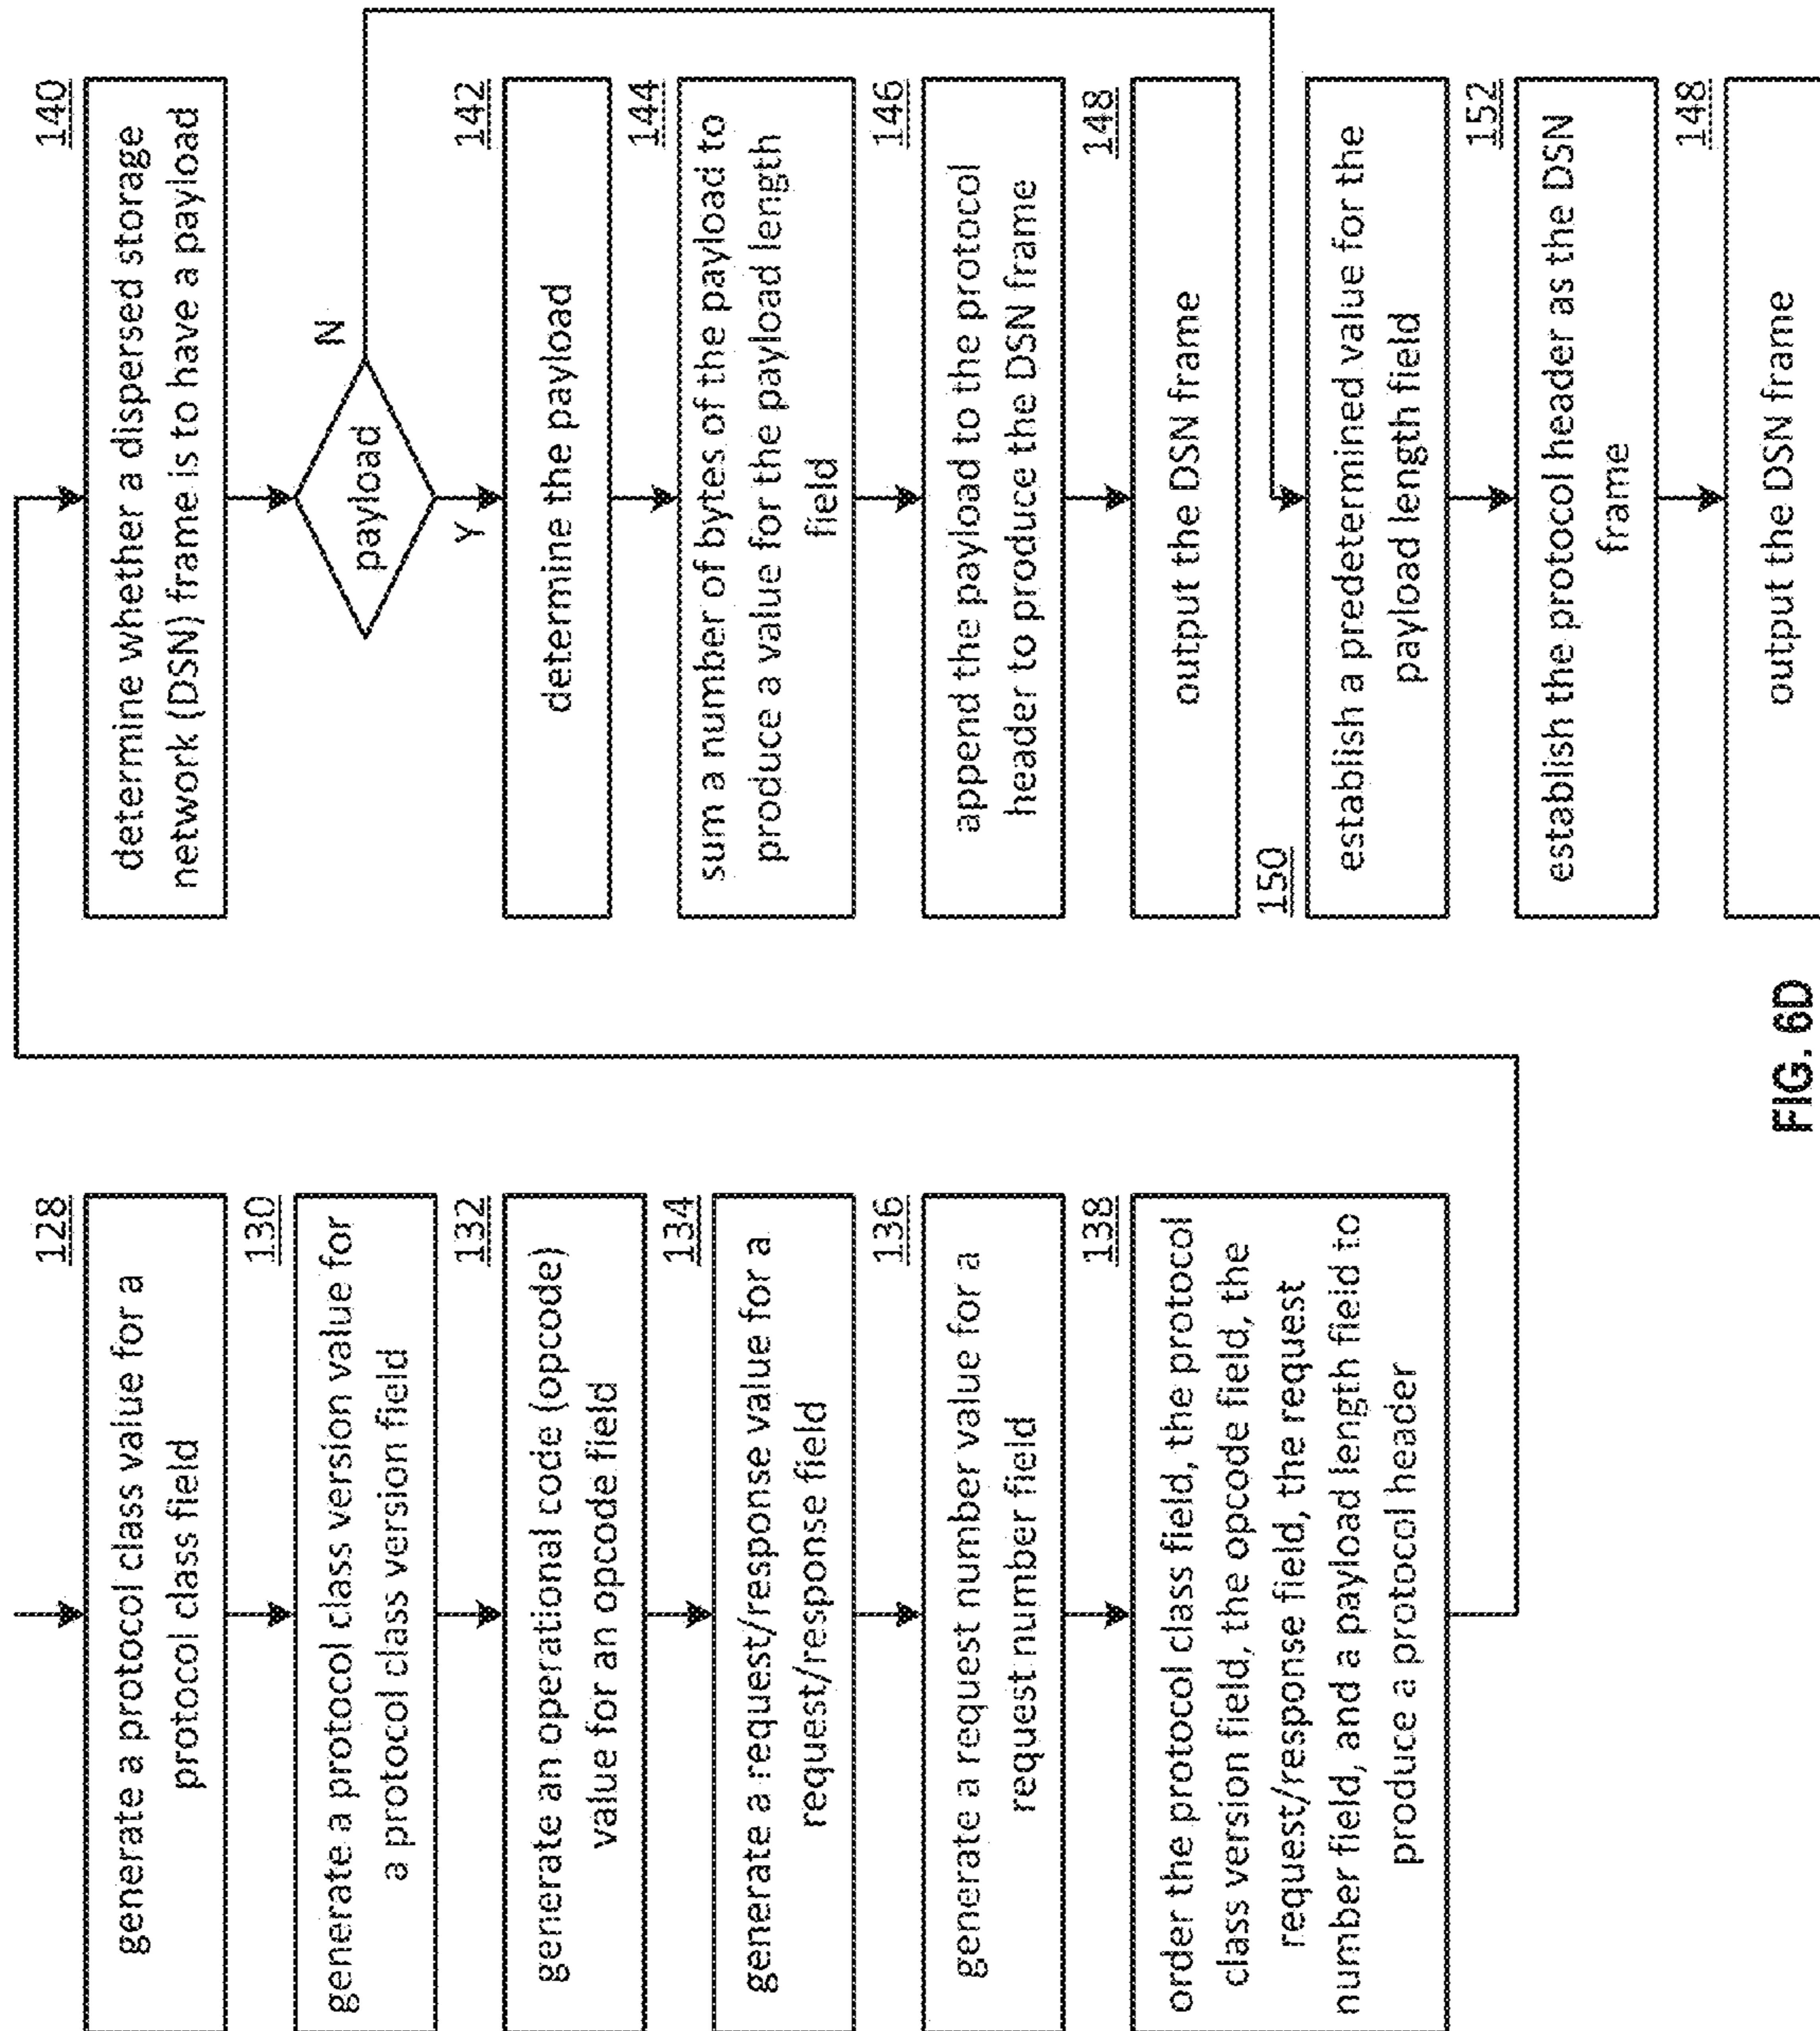 128
generate a protocol class value for a
protocol class field
130
generate a protocol class version value for
a protocol class version field
132
generate an operational code (opcode)
value for an opcode field
134
generate a request/response value for a
request/response field
136
generate a request number value for a
request number field
138
order the protocol class field, the protocol
class version field, the opcode field, the
request/response field, the request
number field, and a payload length field to
produce a protocol header
140
determine whether a dispersed storage
network (DSN) frame is to have a payload
payload
N
Y
142
determine the payload
144
sum a number of bytes of the payload to
produce a value for the payload length
field
146
append the payload to the protocol
header to produce the DSN frame
148
output the DSN frame
150
establish a predetermined value for the
payload length field
152
establish the protocol header as the DSN
frame
148
output the DSN frame
FIG. 6D